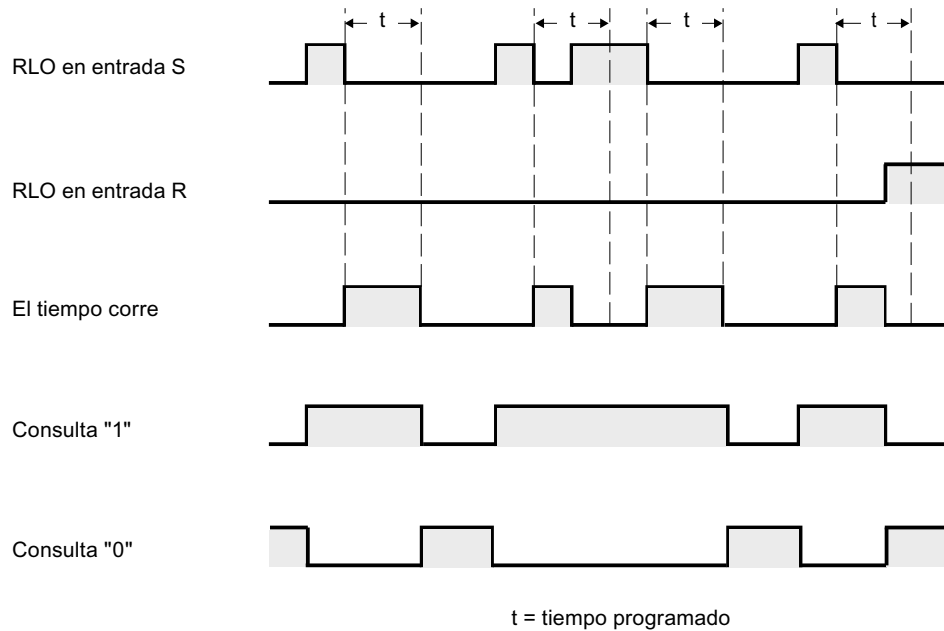 t t t t
RLO en entrada S
RLO en entrada R
El tiempo corre
Consulta "1"
Consulta "0"
t = tiempo programado